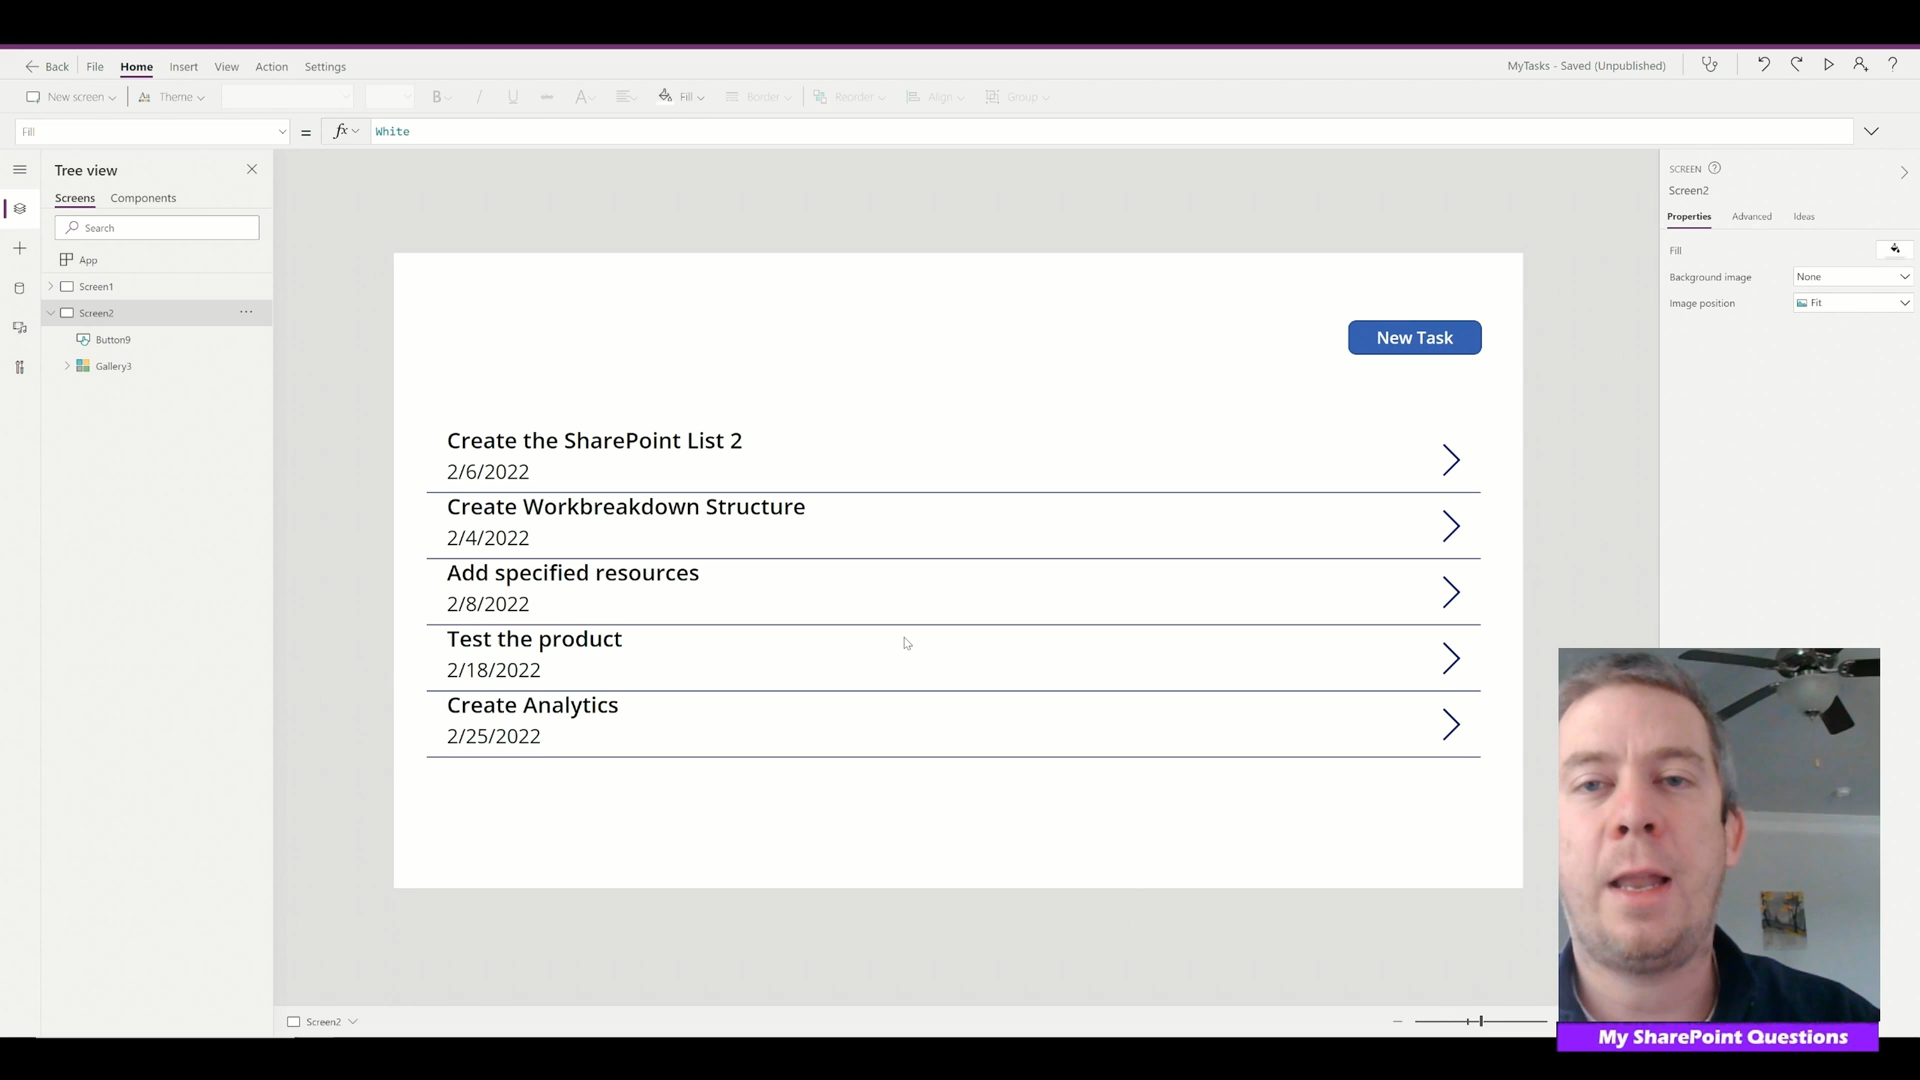 Back
File
Home
Insert
View
Action
Settings
MyTasks - Saved (Unpublished)
New screen
Theme
B
I
U
abc
A
Fill
Border
Reorder
Align
Group
Fill
=
fx
White
Tree view
Screens
Components
Search
App
Screen1
Screen2
Button9
Gallery3
New Task
Create the SharePoint List 2
2/6/2022
Create Workbreakdown Structure
2/4/2022
Add specified resources
2/8/2022
Test the product
2/18/2022
Create Analytics
2/25/2022
SCREEN
Screen2
Properties
Advanced
Ideas
Fill
Background image
None
Image position
Fit
Screen2
My SharePoint Questions